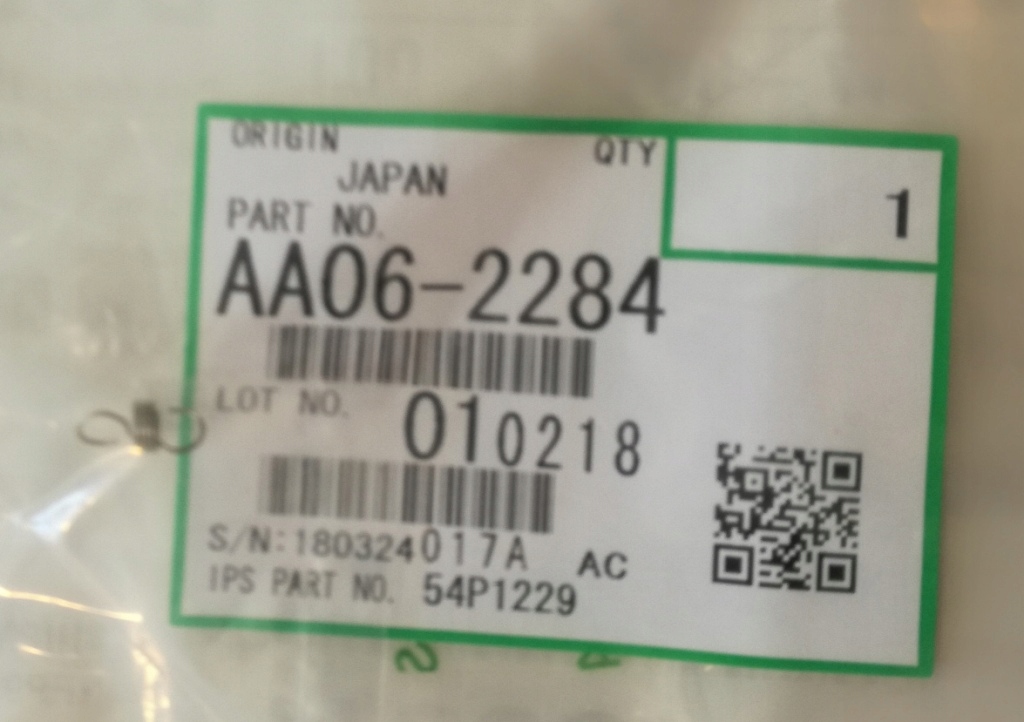 ORIGIN
JAPAN
QTY
1
PART NO.
AA06-2284
LOT NO. 010218
S/N:180324017A AC
IPS PART NO. 54P1229